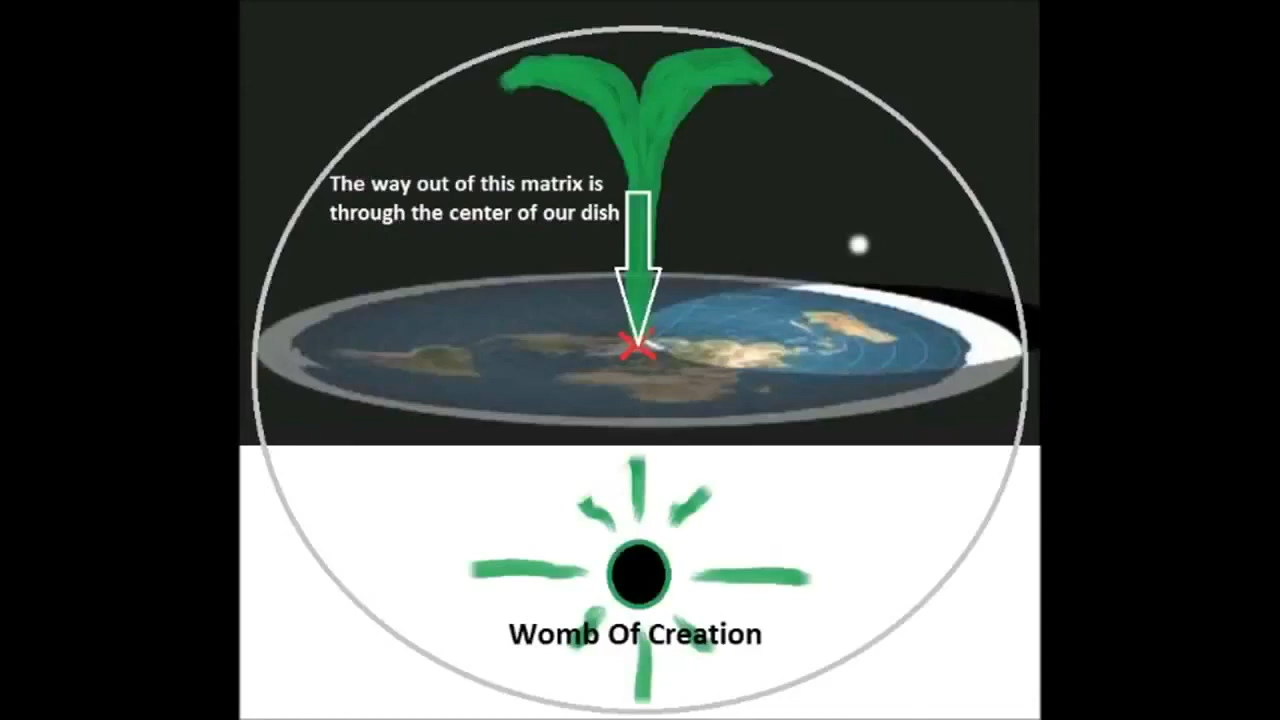 The way out of this matrix is
through the center of our dish
Womb Of Creation